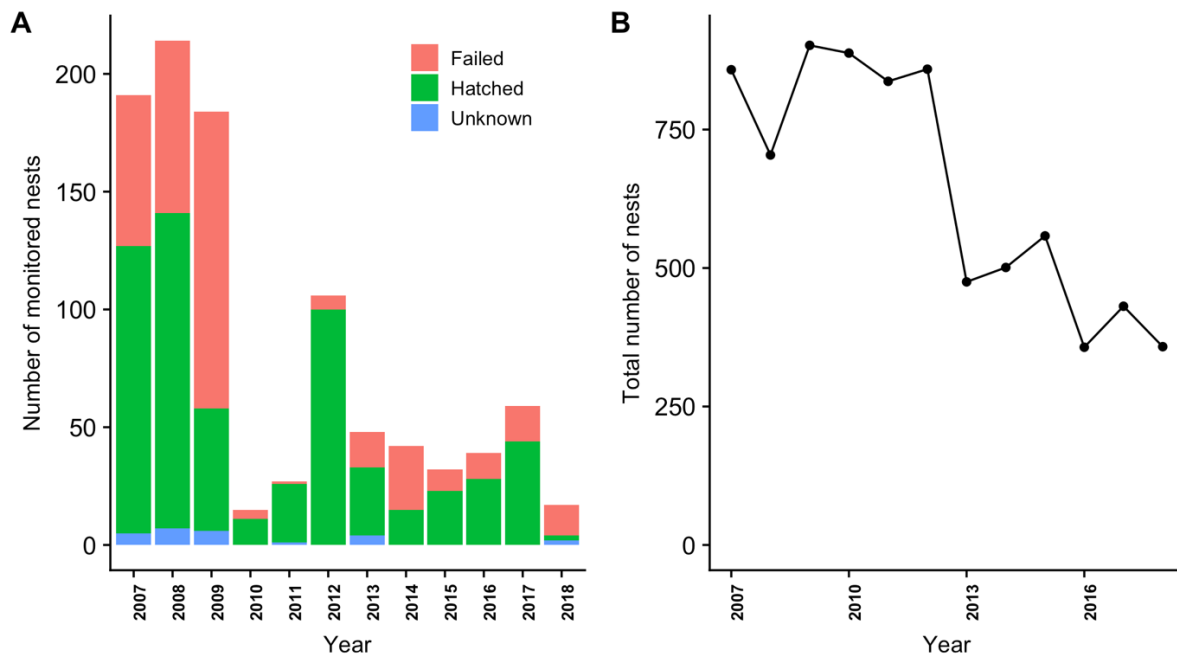 A
Number of monitored nests
200
150
100
50
0
Failed
Hatched
Unknown
2007
2008
2009
2010
2011
2012
2013
2014
2015
2016
2017
2018
Year
B
Total number of nests
750
500
250
0
2007
2010
2013
2016
Year